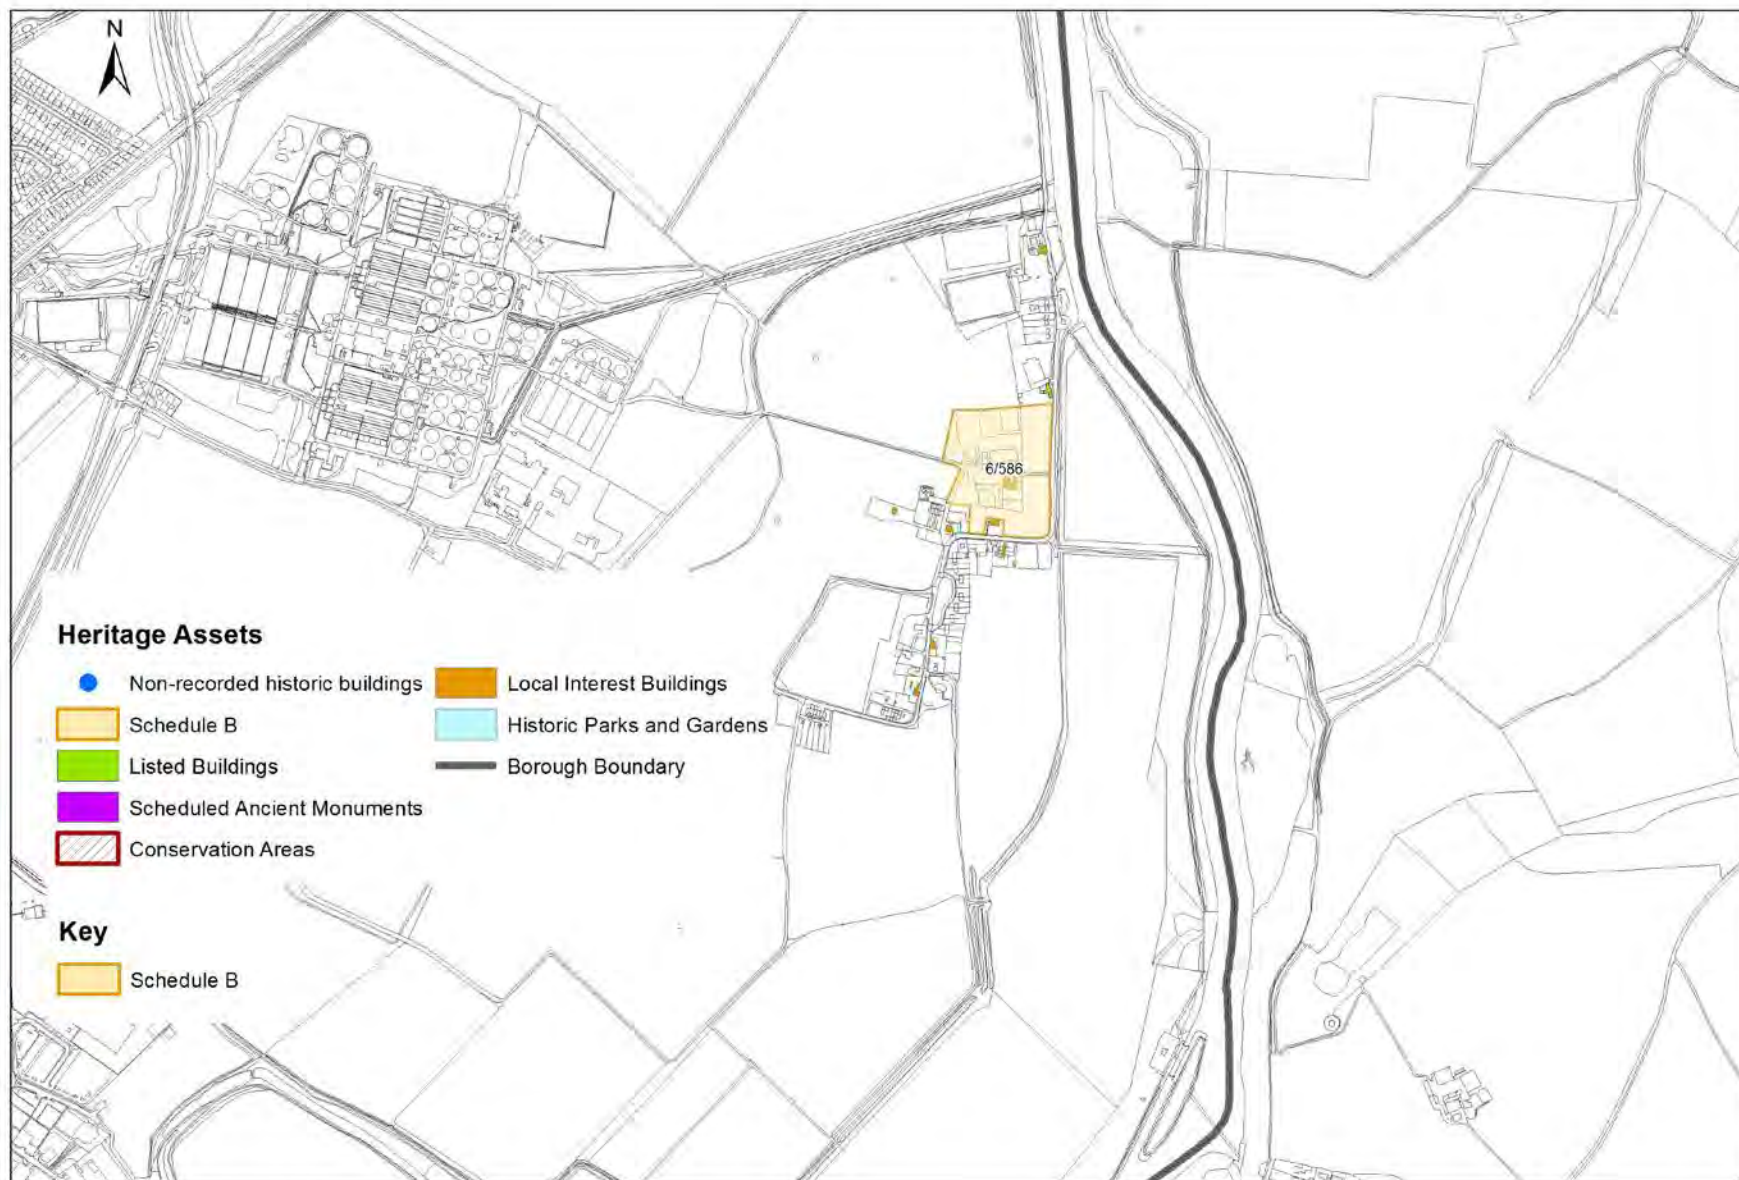 N
6/586
Heritage Assets
Non-recorded historic buildings
Schedule B
Listed Buildings
Scheduled Ancient Monuments
Conservation Areas
Local Interest Buildings
Historic Parks and Gardens
Borough Boundary
Key
Schedule B